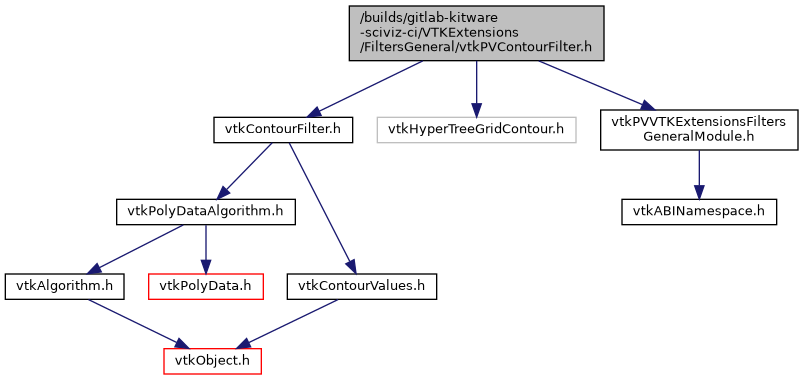 /builds/gitlab-kitware
-sciviz-ci/VTKExtensions
/FiltersGeneral/vtkPVContourFilter.h
vtkContourFilter.h
vtkHyperTreeGridContour.h
vtkPVVTKExtensionsFilters
GeneralModule.h
vtkPolyDataAlgorithm.h
vtkABINamespace.h
vtkAlgorithm.h
vtkPolyData.h
vtkContourValues.h
vtkObject.h